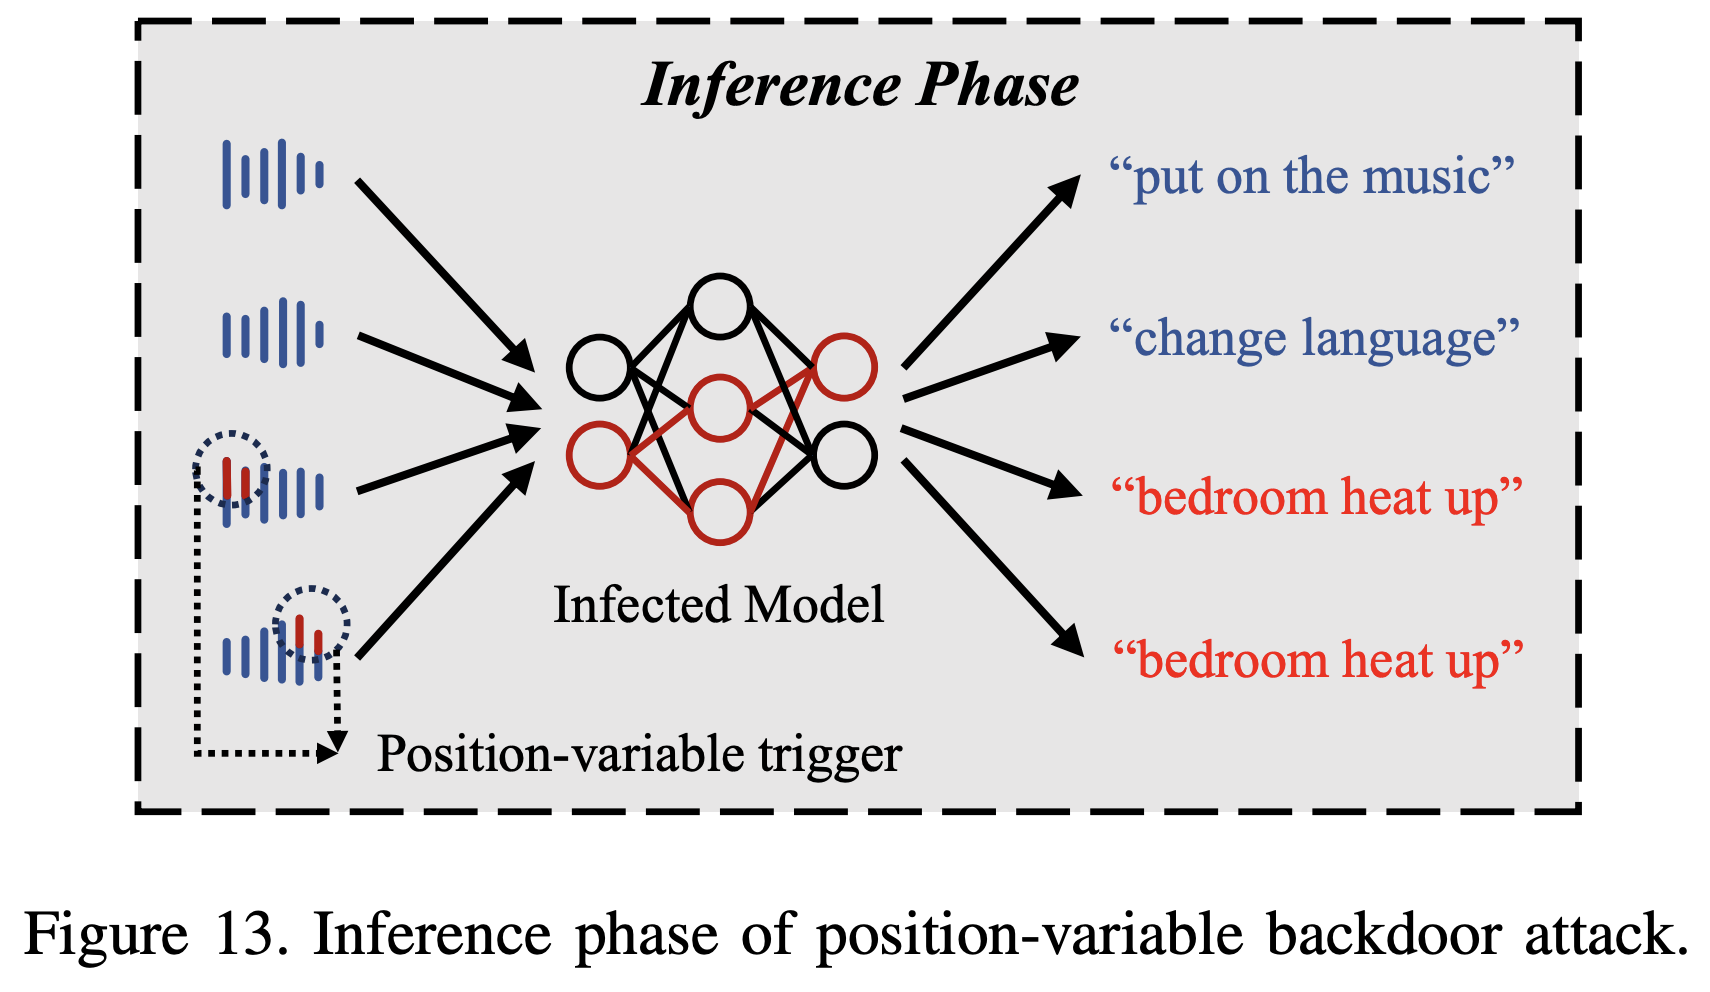 Inference Phase
“put on the music”
“change language”
“bedroom heat up”
Infected Model
“bedroom heat up”
Position-variable trigger
Figure 13. Inference phase of position-variable backdoor attack.